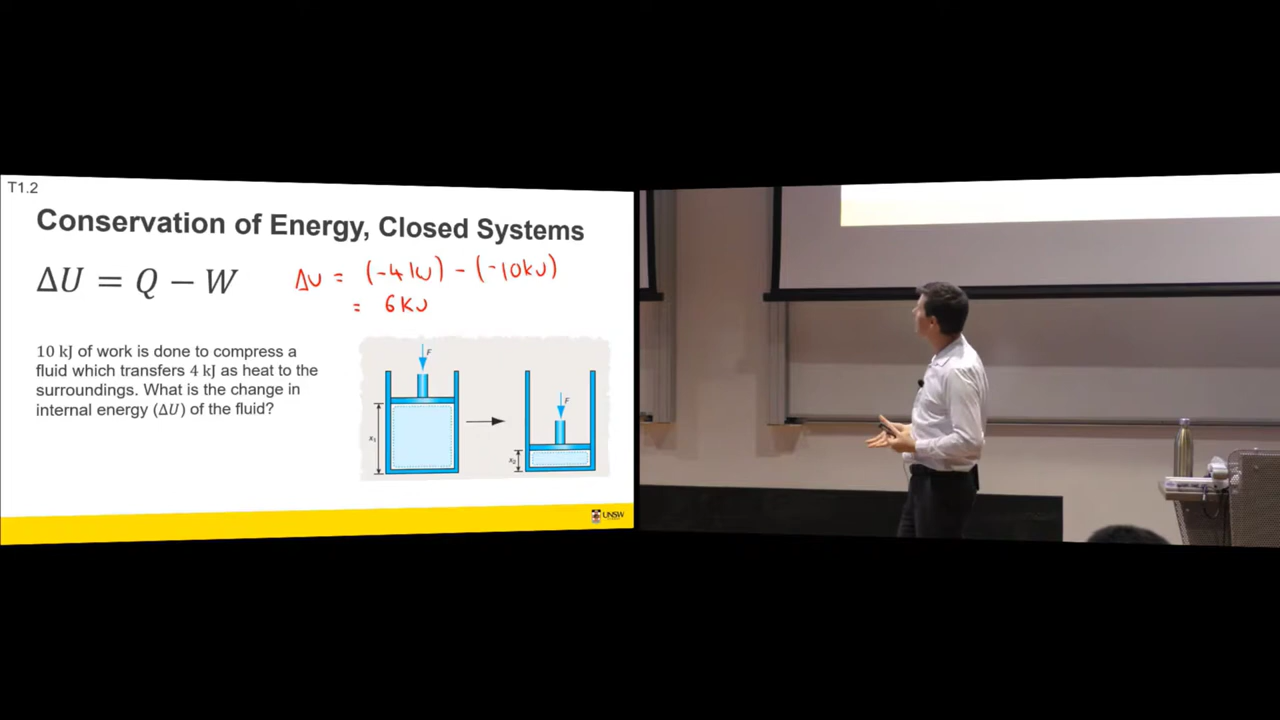 T1.2
Conservation of Energy, Closed Systems
ΔU = Q − W
ΔU = (-4kJ) - (-10kJ)
= 6kJ
10 kJ of work is done to compress a
fluid which transfers 4 kJ as heat to the
surroundings. What is the change in
internal energy (ΔU) of the fluid?
F
F
x₁
x₂
UNSW